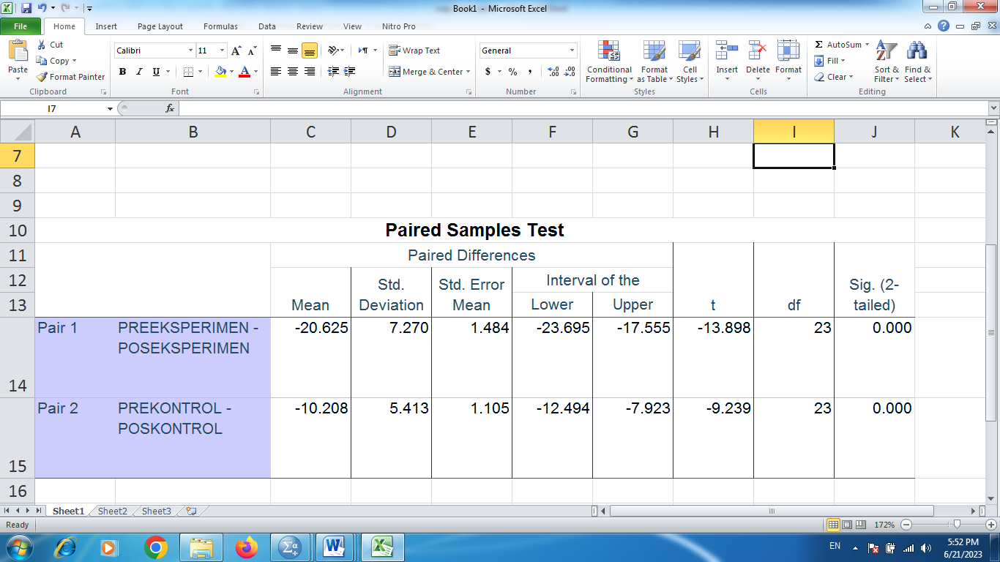 Book1 - Microsoft Excel
File Home Insert Page Layout Formulas Data Review View Nitro Pro
Paste
Cut
Copy
Format Painter
Clipboard
Calibri 11
B I U
Font
Wrap Text
Merge & Center
Alignment
General
$ % ,
Number
Conditional Formatting
Format as Table
Cell Styles
Styles
Insert Delete Format
Cells
Σ AutoSum
Fill
Clear
Sort & Filter
Find & Select
Editing
I7 fx
A B C D E F G H I J K
7
8
9
10 Paired Samples Test
11 Paired Differences
12 Std. Std. Error Interval of the Sig. (2-
13 Mean Deviation Mean Lower Upper t df tailed)
Pair 1 PREEKSPERIMEN - -20.625 7.270 1.484 -23.695 -17.555 -13.898 23 0.000
POSEKSPERIMEN
14
Pair 2 PREKONTROL - -10.208 5.413 1.105 -12.494 -7.923 -9.239 23 0.000
POSKONTROL
15
16
Sheet1 Sheet2 Sheet3
Ready 172%
EN 5:52 PM
6/21/2023